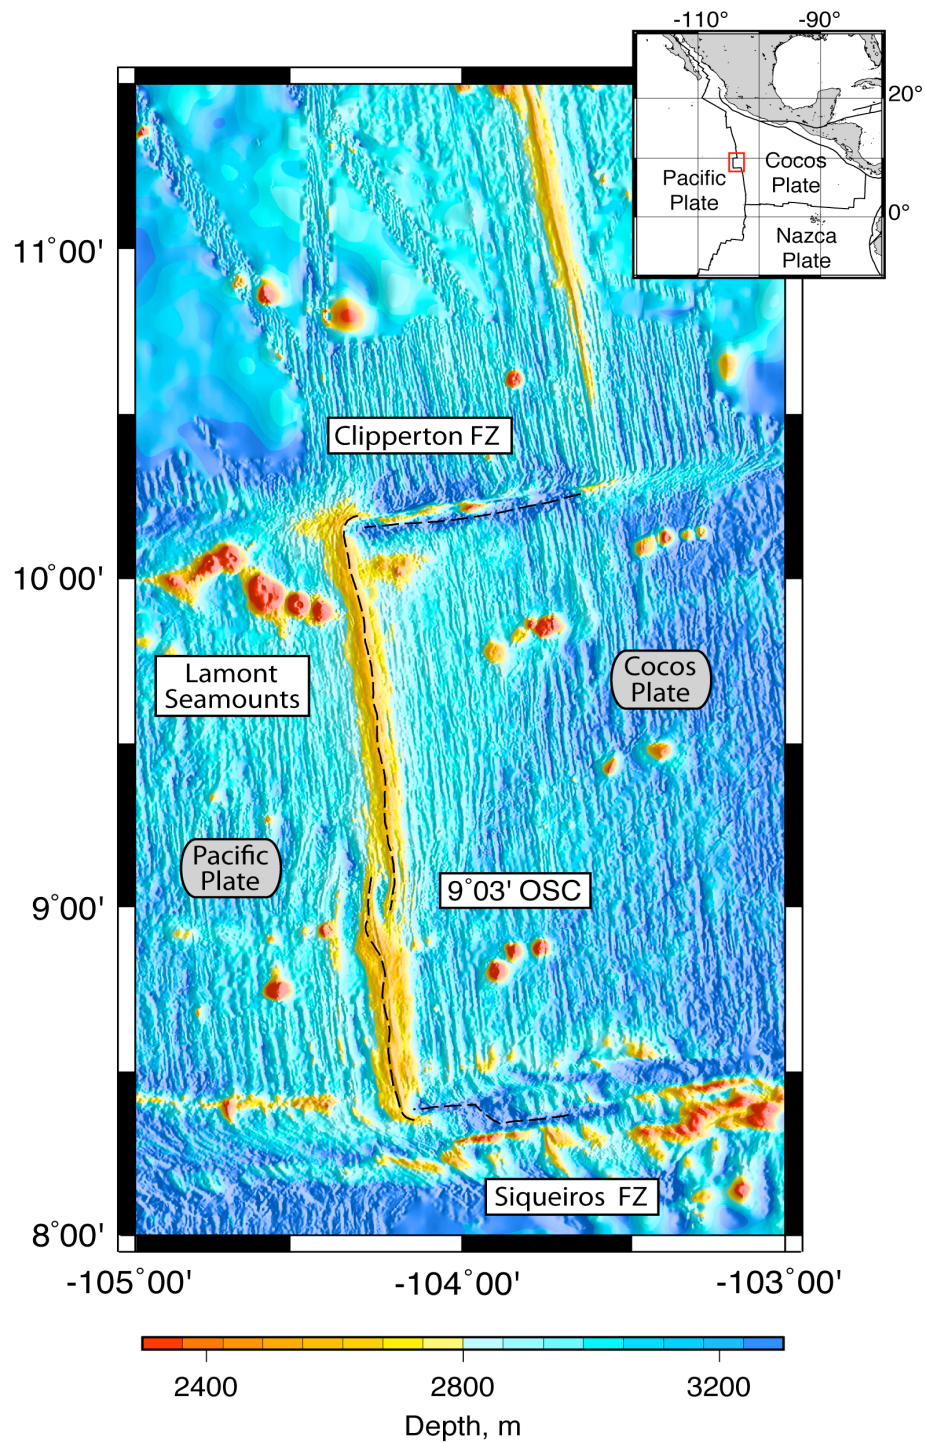 -110° -90°
20°
0°
Cocos
Plate
Pacific
Plate
Nazca
Plate
11°00'
Clipperton FZ
10°00'
Lamont
Seamounts
Cocos
Plate
Pacific
Plate
9°03' OSC
9°00'
Siqueiros FZ
8°00'
-105°00' -104°00' -103°00'
2400 2800 3200
Depth, m